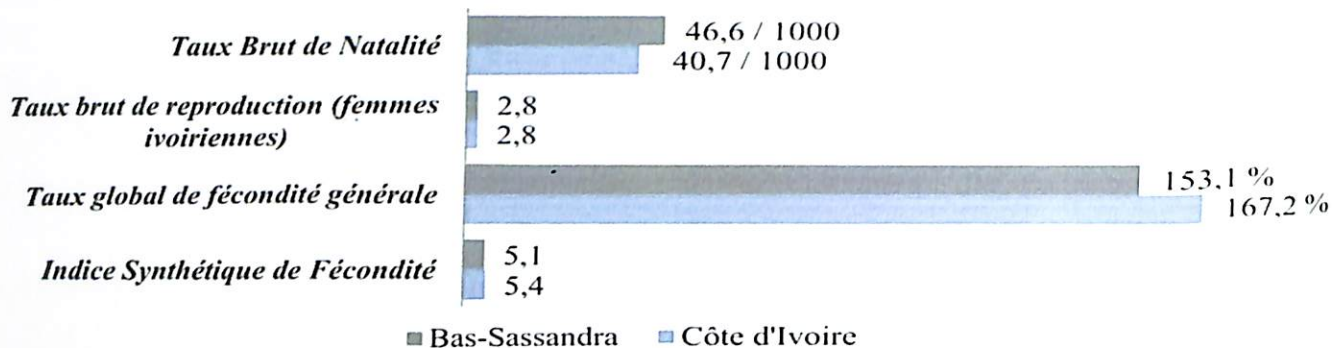 Taux Brut de Natalité
46,6 / 1000
40,7 / 1000
Taux brut de reproduction (femmes
ivoiriennes)
2,8
2,8
Taux global de fécondité générale
153,1 %
167,2 %
Indice Synthétique de Fécondité
5,1
5,4
Bas-Sassandra
Côte d'Ivoire